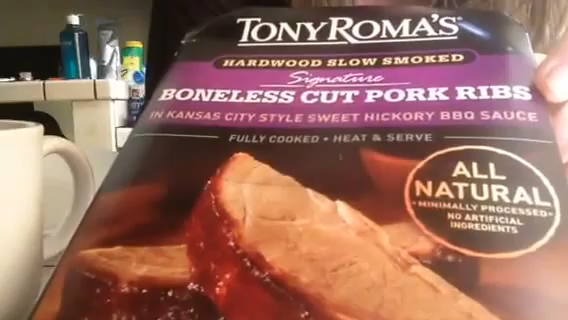 TONY ROMA'S
HARDWOOD SLOW SMOKED
Signature
BONELESS CUT PORK RIBS
IN KANSAS CITY STYLE SWEET HICKORY BBQ SAUCE
FULLY COOKED • HEAT & SERVE
ALL
NATURAL
•MINIMALLY PROCESSED•
NO ARTIFICIAL
INGREDIENTS